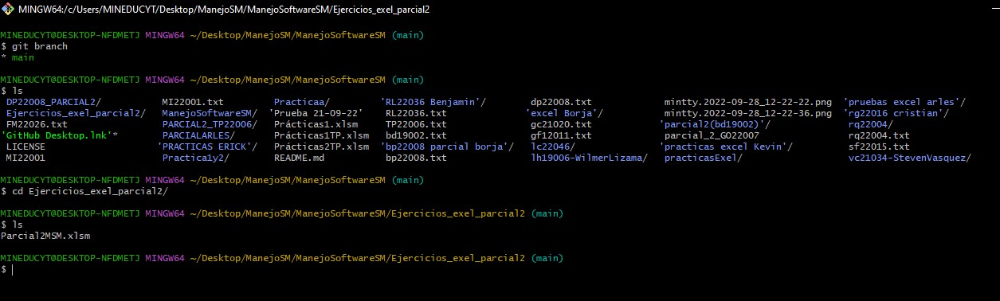 MINGW64:/c/Users/MINEDUCYT/Desktop/ManejoSM/ManejoSoftwareSM/Ejercicios_exel_parcial2
MINEDUCYT@DESKTOP-NFDMETJ MINGW64 ~/Desktop/ManejoSM/ManejoSoftwareSM (main)
$ git branch
* main
MINEDUCYT@DESKTOP-NFDMETJ MINGW64 ~/Desktop/ManejoSM/ManejoSoftwareSM (main)
$ ls
DP22008_PARCIAL2/ MI22001.txt Practicaa/ 'RL22036 Benjamin'/ dp22008.txt mintty.2022-09-28_12-22-22.png 'pruebas excel arles'/
Ejercicios_exel_parcial2/ ManejoSoftwareSM/ 'Prueba 21-09-22' RL22036.txt 'excel Borja'/ mintty.2022-09-28_12-22-36.png 'rg22016 cristian'/
FM22026.txt PARCIAL2_TP22006/ Prácticas1.xlsm TP22006.txt gc21020.txt 'parcial2(bd19002)'/ rq22004/
'GitHub Desktop.lnk'* PARCIALARLES/ Prácticas1TP.xlsm bd19002.txt gf12011.txt parcial_2_GO22007 rq22004.txt
LICENSE 'PRACTICAS ERICK'/ Prácticas2TP.xlsm 'bp22008 parcial borja'/ lc22046/ 'practicas excel Kevin'/ sf22015.txt
MI22001 Practica1y2/ README.md bp22008.txt lh19006-WilmerLizama/ practicasExel/ vc21034-StevenVasquez/
MINEDUCYT@DESKTOP-NFDMETJ MINGW64 ~/Desktop/ManejoSM/ManejoSoftwareSM (main)
$ cd Ejercicios_exel_parcial2/
MINEDUCYT@DESKTOP-NFDMETJ MINGW64 ~/Desktop/ManejoSM/ManejoSoftwareSM/Ejercicios_exel_parcial2 (main)
$ ls
Parcial2MSM.xlsm
MINEDUCYT@DESKTOP-NFDMETJ MINGW64 ~/Desktop/ManejoSM/ManejoSoftwareSM/Ejercicios_exel_parcial2 (main)
$